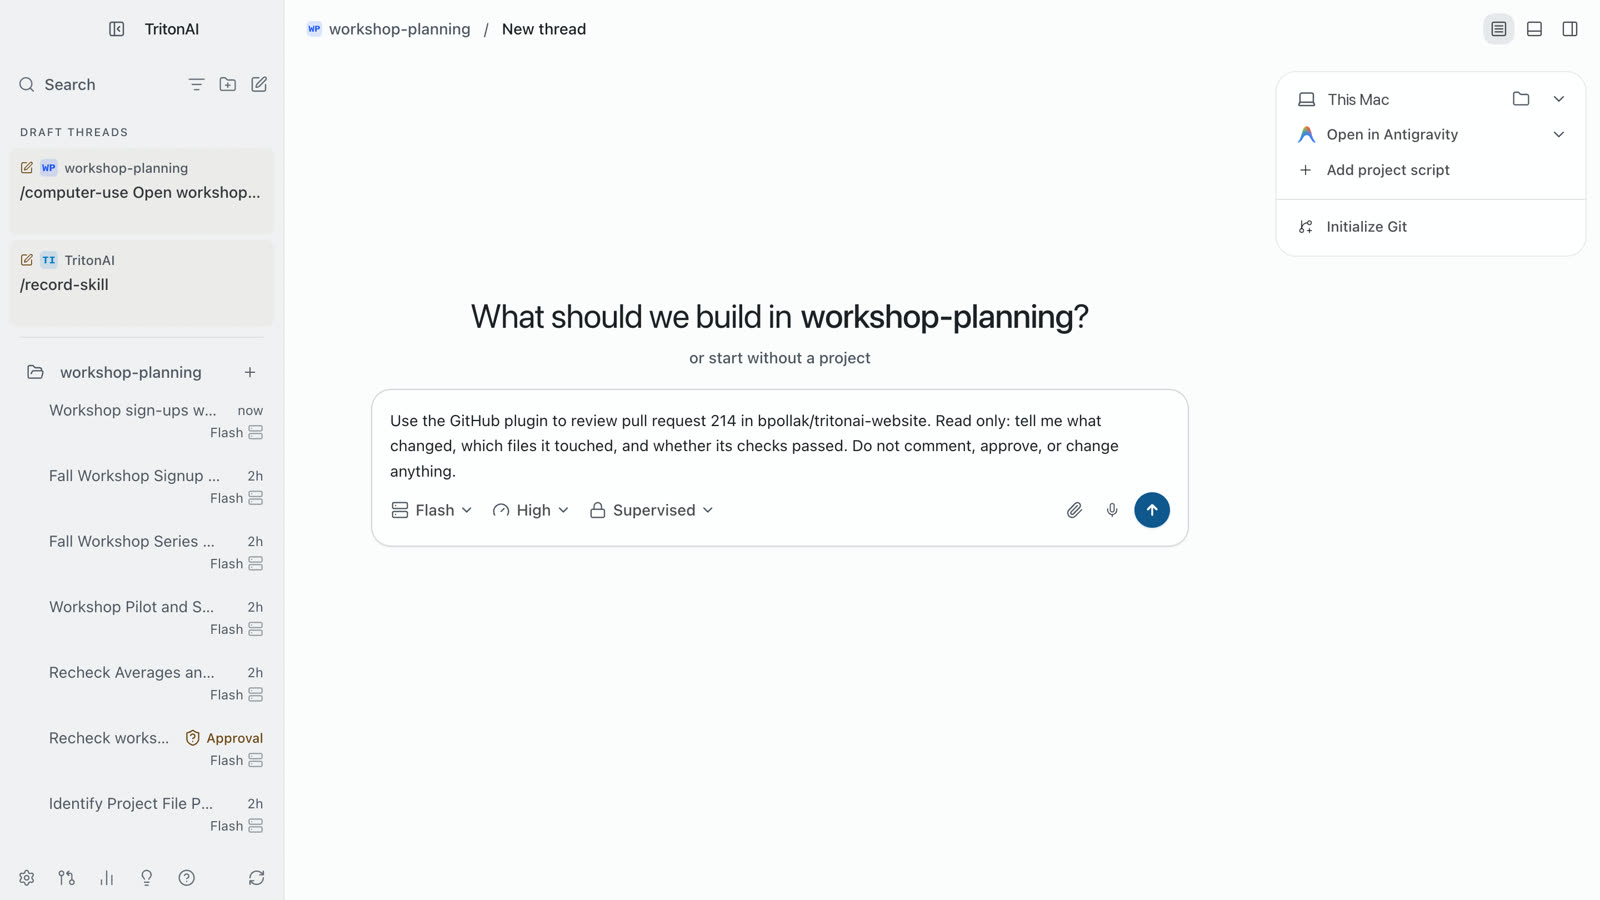 TritonAI
Search
DRAFT THREADS
WP workshop-planning
/computer-use Open workshop...
TI TritonAI
/record-skill
workshop-planning
Workshop sign-ups w... now
Flash
Fall Workshop Signup ... 2h
Flash
Fall Workshop Series ... 2h
Flash
Workshop Pilot and S... 2h
Flash
Recheck Averages an... 2h
Flash
Recheck works... Approval
Flash
Identify Project File P... 2h
Flash
WP workshop-planning / New thread
This Mac
Open in Antigravity
Add project script
Initialize Git
What should we build in workshop-planning?
or start without a project
Use the GitHub plugin to review pull request 214 in bpollak/tritonai-website. Read only: tell me what
changed, which files it touched, and whether its checks passed. Do not comment, approve, or change
anything.
Flash High Supervised